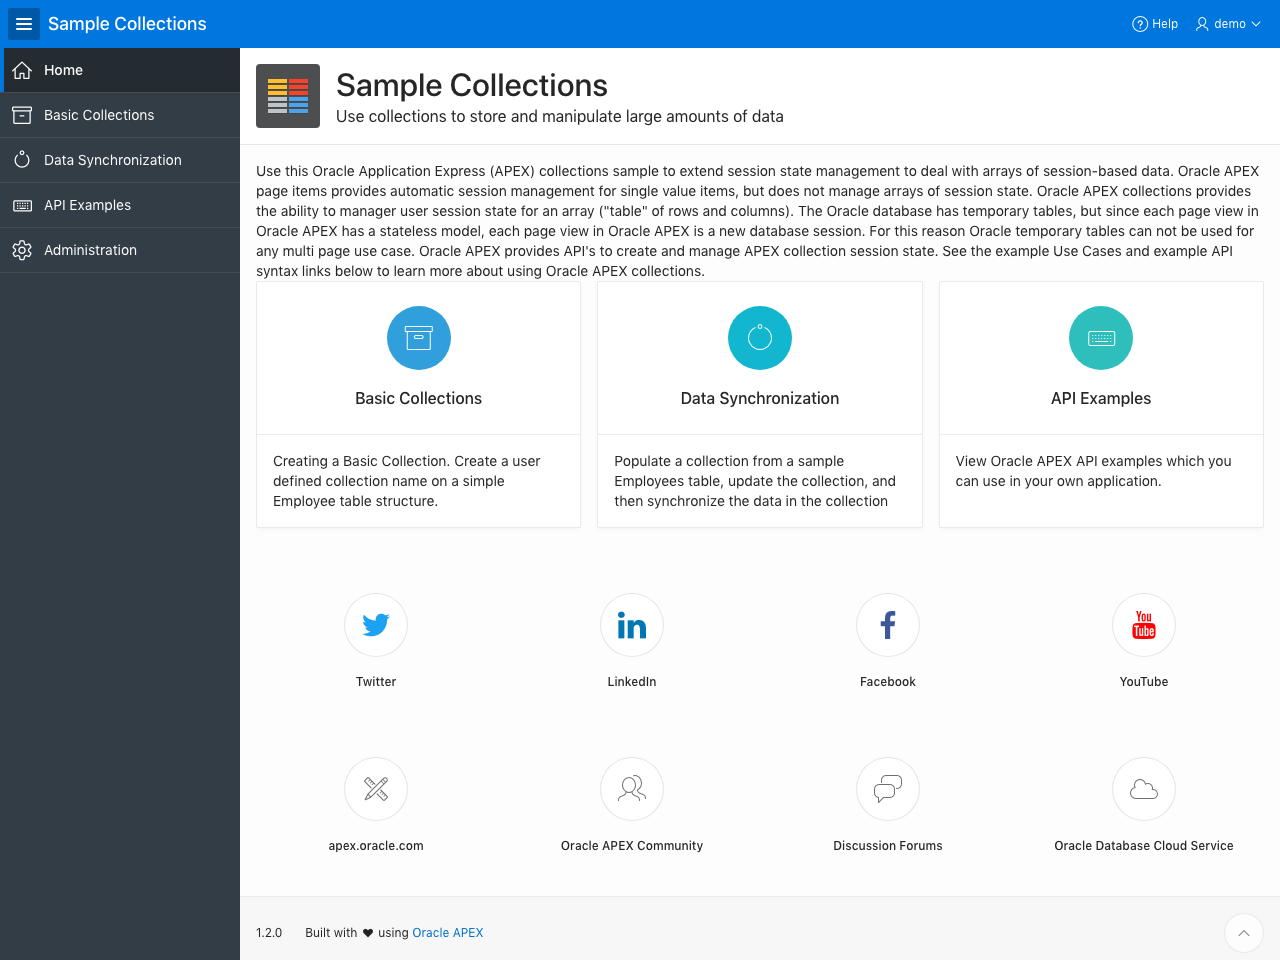 Sample Collections
Help
demo
Home
Basic Collections
Data Synchronization
API Examples
Administration
Sample Collections
Use collections to store and manipulate large amounts of data
Use this Oracle Application Express (APEX) collections sample to extend session state management to deal with arrays of session-based data. Oracle APEX
page items provides automatic session management for single value items, but does not manage arrays of session state. Oracle APEX collections provides
the ability to manager user session state for an array ("table" of rows and columns). The Oracle database has temporary tables, but since each page view in
Oracle APEX has a stateless model, each page view in Oracle APEX is a new database session. For this reason Oracle temporary tables can not be used for
any multi page use case. Oracle APEX provides API's to create and manage APEX collection session state. See the example Use Cases and example API
syntax links below to learn more about using Oracle APEX collections.
Basic Collections
Creating a Basic Collection. Create a user
defined collection name on a simple
Employee table structure.
Data Synchronization
Populate a collection from a sample
Employees table, update the collection, and
then synchronize the data in the collection
API Examples
View Oracle APEX API examples which you
can use in your own application.
in
f
You
Tube
Twitter
LinkedIn
Facebook
YouTube
apex.oracle.com
Oracle APEX Community
Discussion Forums
Oracle Database Cloud Service
1.2.0
Built with ♥ using Oracle APEX